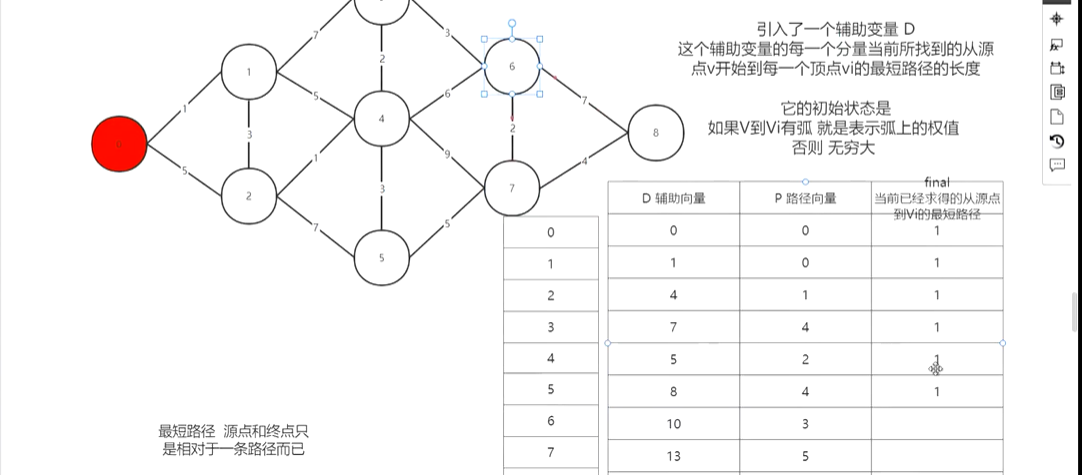 引入了一个辅助变量 D
这个辅助变量的每一个分量当前所找到的从源
点v开始到每一个顶点vi的最短路径的长度
它的初始状态是
如果V到Vi有弧 就是表示弧上的权值
否则 无穷大
7
3
2
1
6
5
6
7
1
4
8
0
3
2
1
9
5
4
2
7
3
7
5
5
D 辅助向量
P 路径向量
final
当前已经求得的从源点
到Vi的最短路径
0 0 0 1
1 1 0 1
2 4 1 1
3 7 4 1
4 5 2 1
5 8 4 1
6 10 3
7 13 5
最短路径 源点和终点只
是相对于一条路径而已